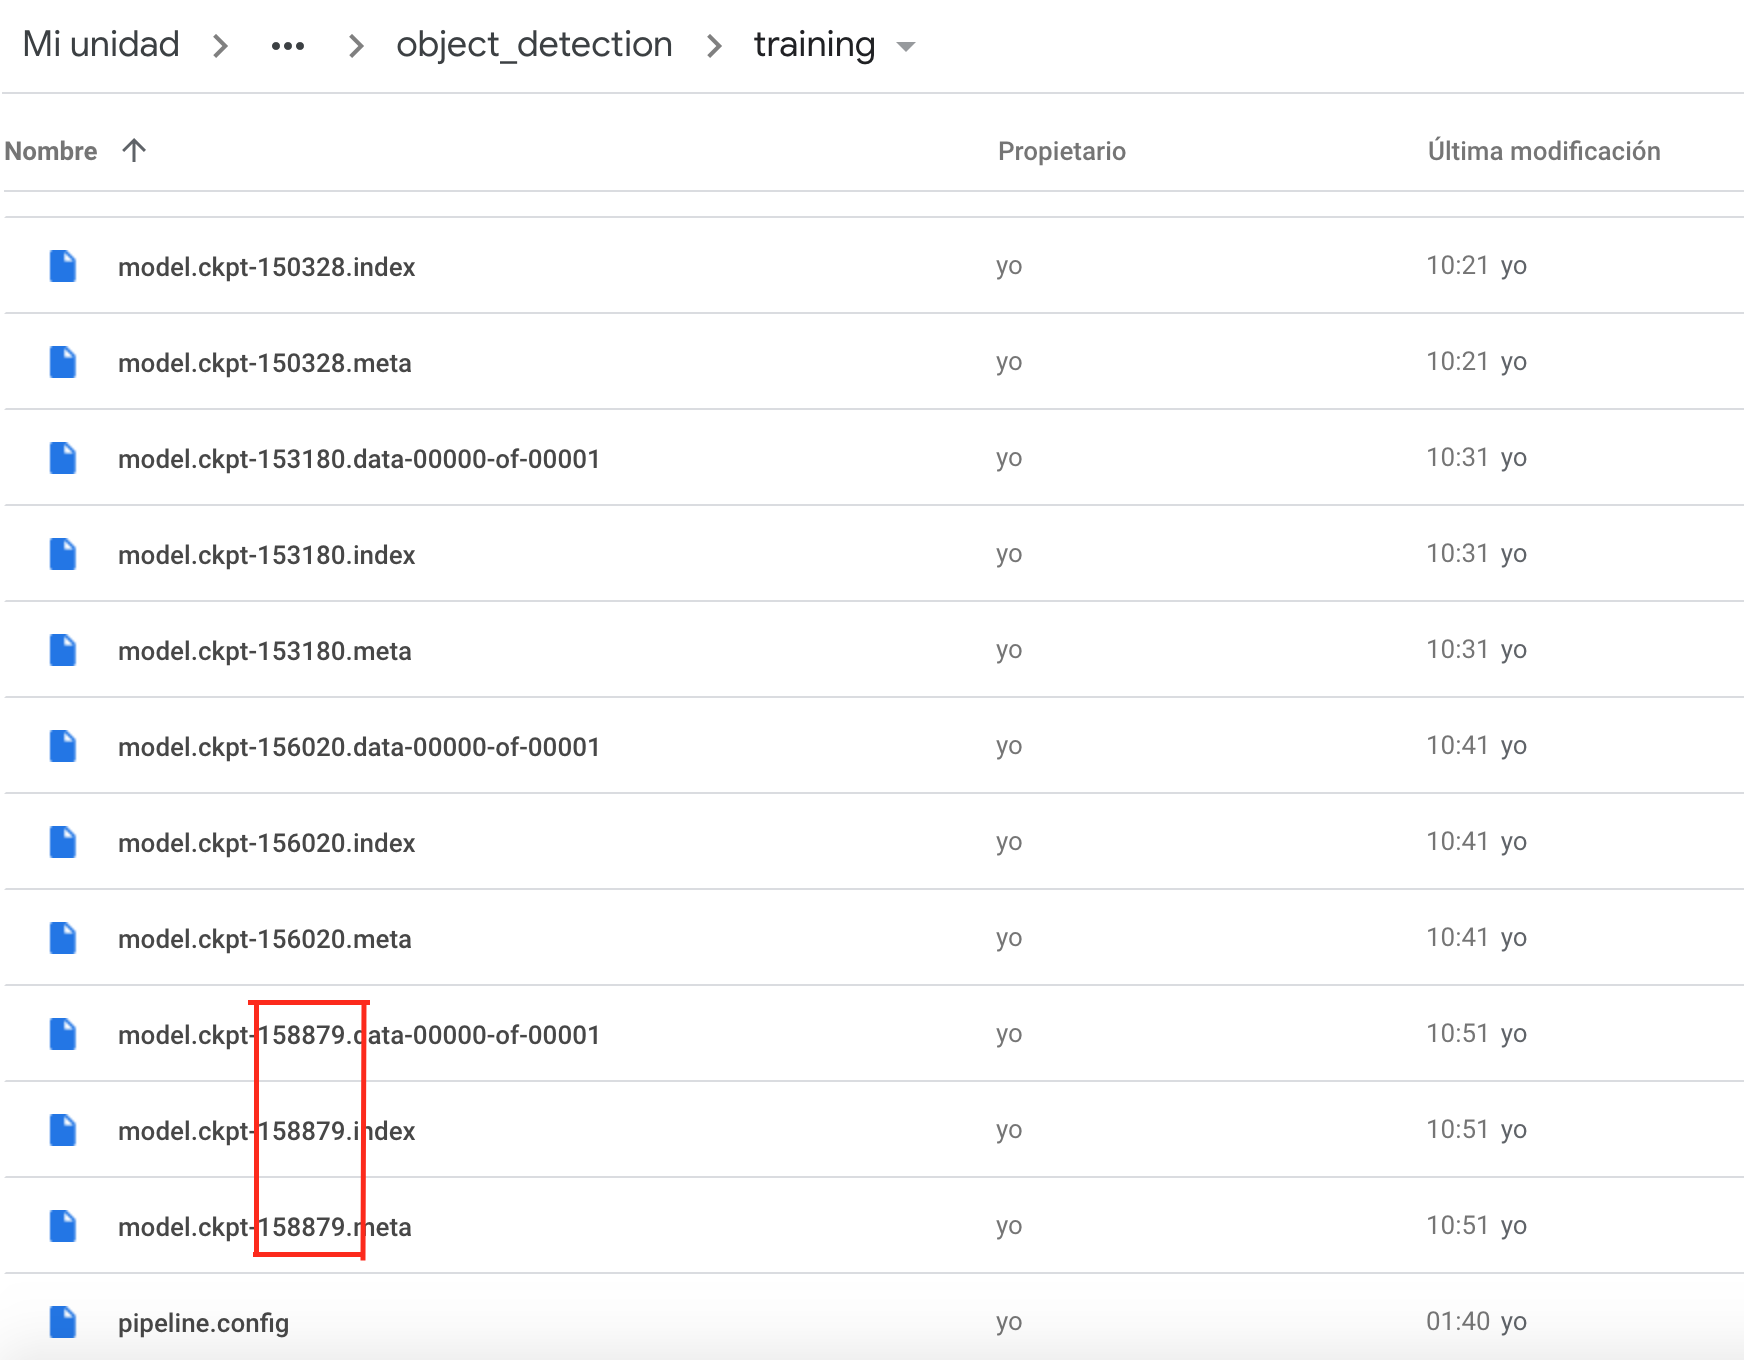 Mi unidad > ••• > object_detection > training
Nombre ↑ Propietario Última modificación
model.ckpt-150328.index yo 10:21 yo
model.ckpt-150328.meta yo 10:21 yo
model.ckpt-153180.data-00000-of-00001 yo 10:31 yo
model.ckpt-153180.index yo 10:31 yo
model.ckpt-153180.meta yo 10:31 yo
model.ckpt-156020.data-00000-of-00001 yo 10:41 yo
model.ckpt-156020.index yo 10:41 yo
model.ckpt-156020.meta yo 10:41 yo
model.ckpt-158879.data-00000-of-00001 yo 10:51 yo
model.ckpt-158879.index yo 10:51 yo
model.ckpt-158879.meta yo 10:51 yo
pipeline.config yo 01:40 yo